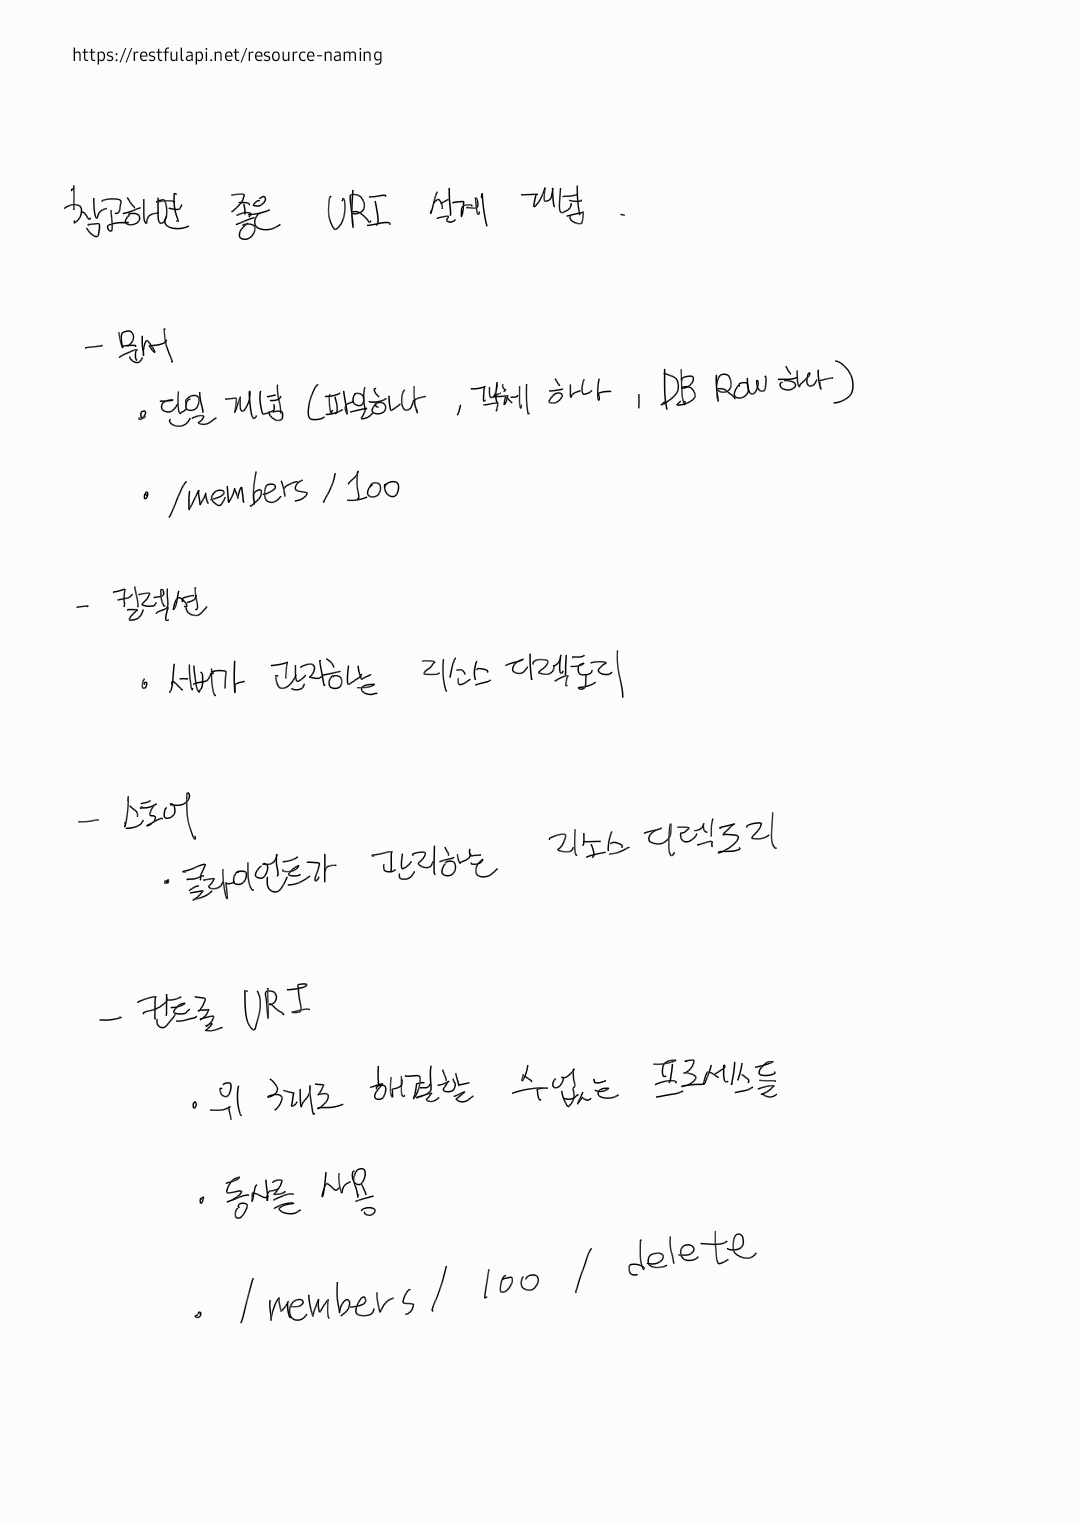 https://restfulapi.net/resource-naming
참고하면 좋은 URI 설계 개념.
- 문서
• 단일 개념 (파일하나, 객체 하나, DB Row 하나)
• /members/100
- 컬렉션
• 서버가 관리하는 리소스 디렉토리
- 스토어
• 클라이언트가 관리하는 리소스 디렉토리
- 컨트롤 URI
• 위 3개로 해결할 수없는 프로세스들
• 동사를 사용
• /members/100/delete